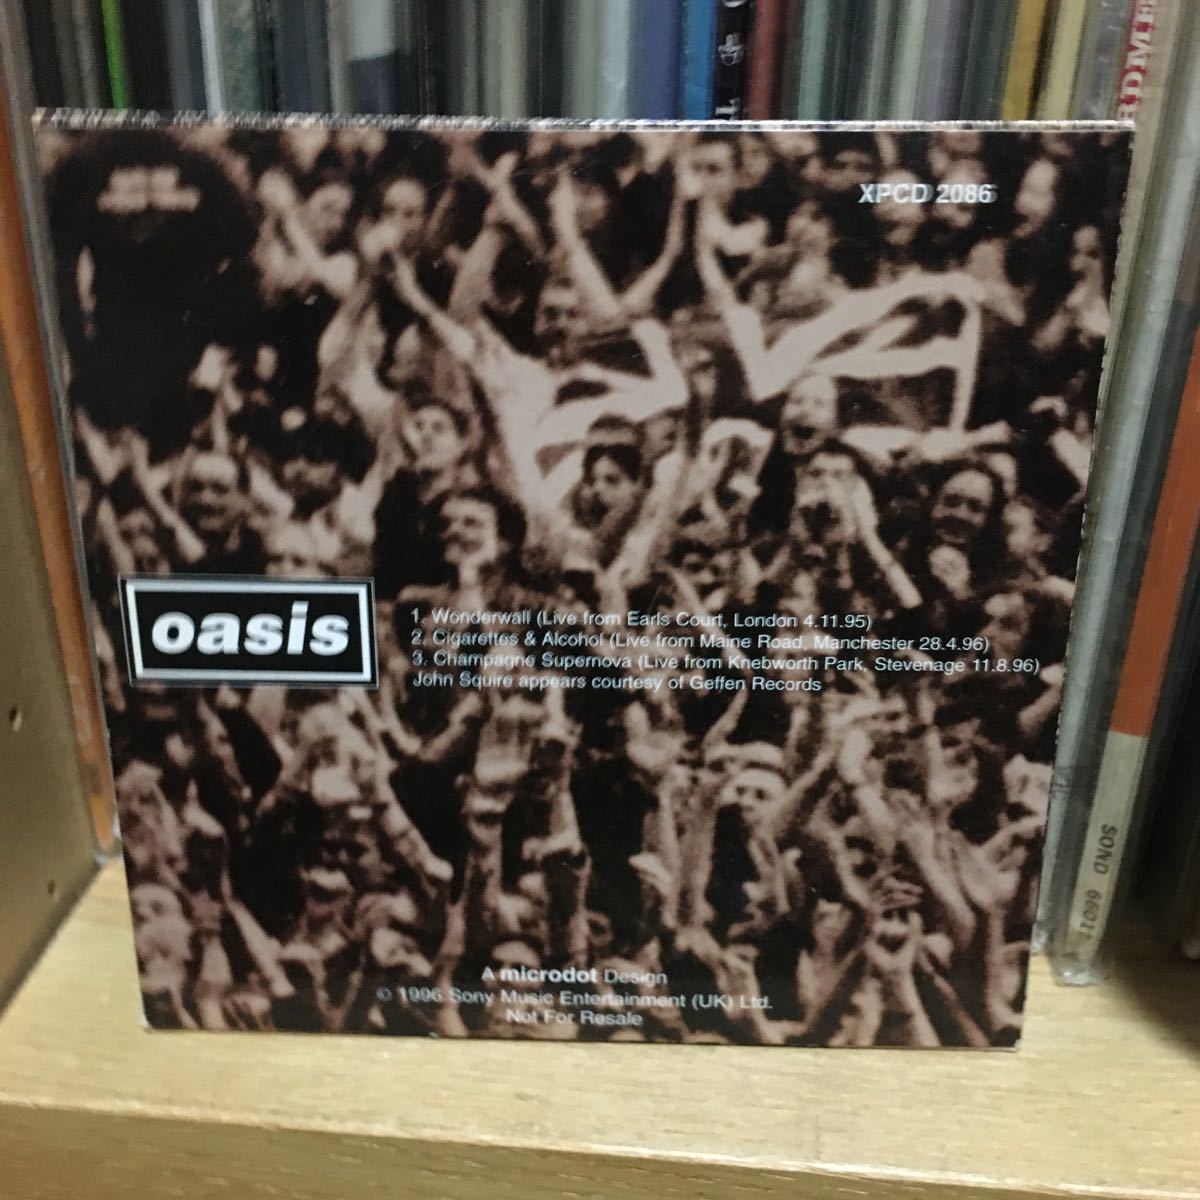 XPCD 2086
oasis
1. Wonderwall (Live from Earls Court, London 4.11.95)
2. Cigarettes & Alcohol (Live from Maine Road, Manchester 28.4.96)
3. Champagne Supernova (Live from Knebworth Park, Stevenage 11.8.96)
John Squire appears courtesy of Geffen Records
A microdot Design
© 1996 Sony Music Entertainment (UK) Ltd.
Not For Resale